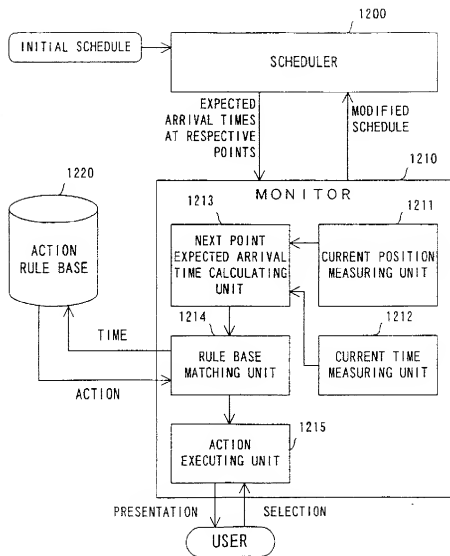 1200
INITIAL SCHEDULE
SCHEDULER
EXPECTED
ARRIVAL TIMES
AT RESPECTIVE
POINTS
MODIFIED
SCHEDULE
1210
1220
MONITOR
1213
1211
ACTION
RULE BASE
NEXT POINT
EXPECTED ARRIVAL
TIME CALCULATING
UNIT
CURRENT POSITION
MEASURING UNIT
1214
1212
TIME
RULE BASE
MATCHING UNIT
CURRENT TIME
MEASURING UNIT
ACTION
1215
ACTION
EXECUTING UNIT
PRESENTATION
SELECTION
USER